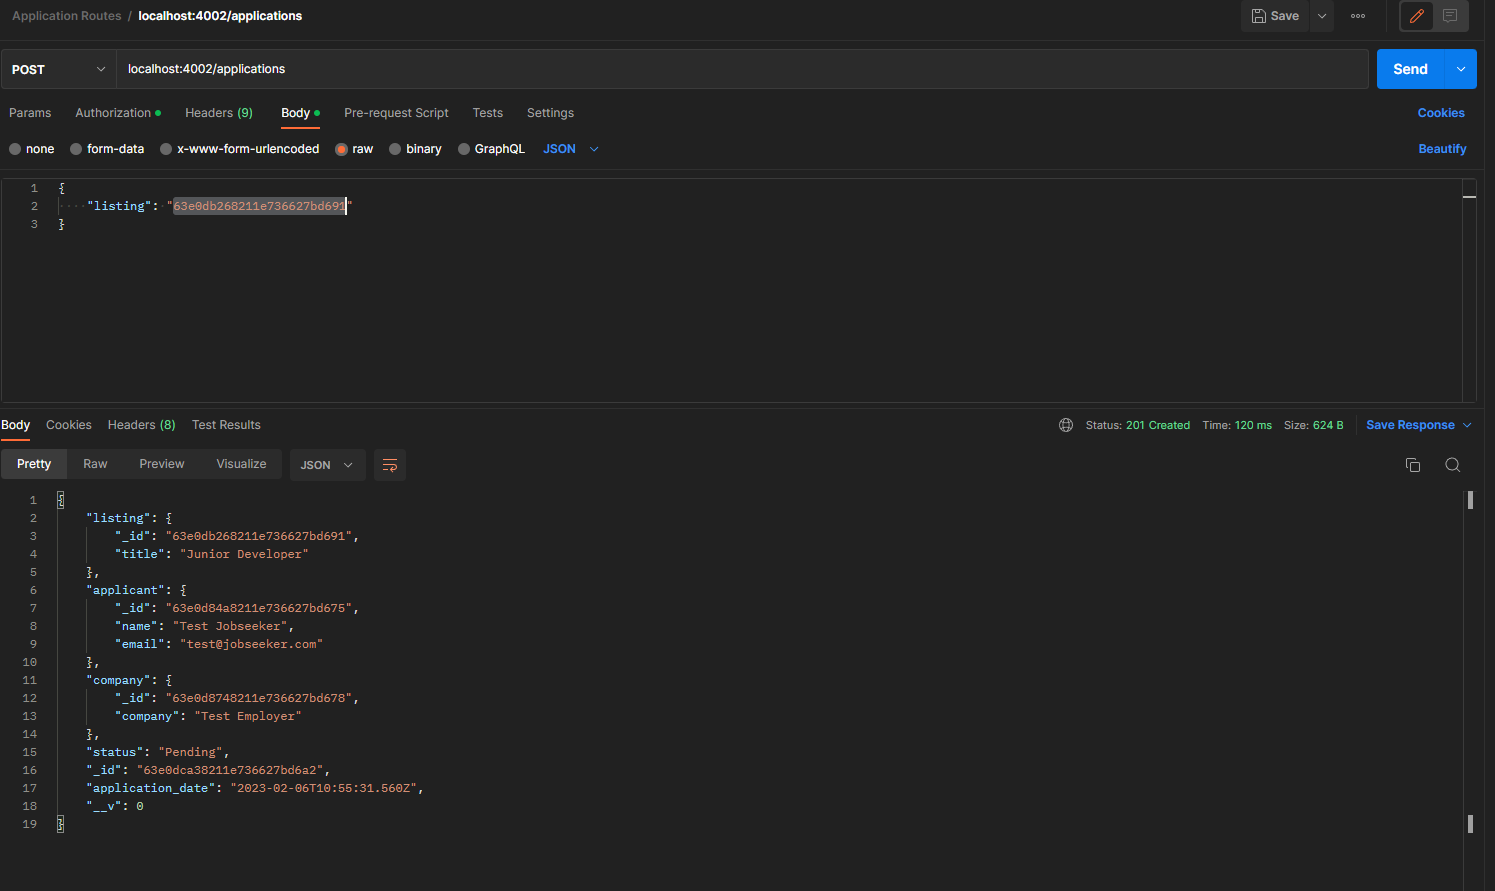 Application Routes / localhost:4002/applications
Save
POST localhost:4002/applications Send
Params Authorization Headers (9) Body Pre-request Script Tests Settings Cookies
none form-data x-www-form-urlencoded raw binary GraphQL JSON Beautify
1 {
2 "listing": "63e0db268211e736627bd691"
3 }
Body Cookies Headers (8) Test Results Status: 201 Created Time: 120 ms Size: 624 B Save Response
Pretty Raw Preview Visualize JSON
1 {
2 "listing": {
3 "_id": "63e0db268211e736627bd691",
4 "title": "Junior Developer"
5 },
6 "applicant": {
7 "_id": "63e0d84a8211e736627bd675",
8 "name": "Test Jobseeker",
9 "email": "test@jobseeker.com"
10 },
11 "company": {
12 "_id": "63e0d8748211e736627bd678",
13 "company": "Test Employer"
14 },
15 "status": "Pending",
16 "_id": "63e0dca38211e736627bd6a2",
17 "application_date": "2023-02-06T10:55:31.560Z",
18 "__v": 0
19 }